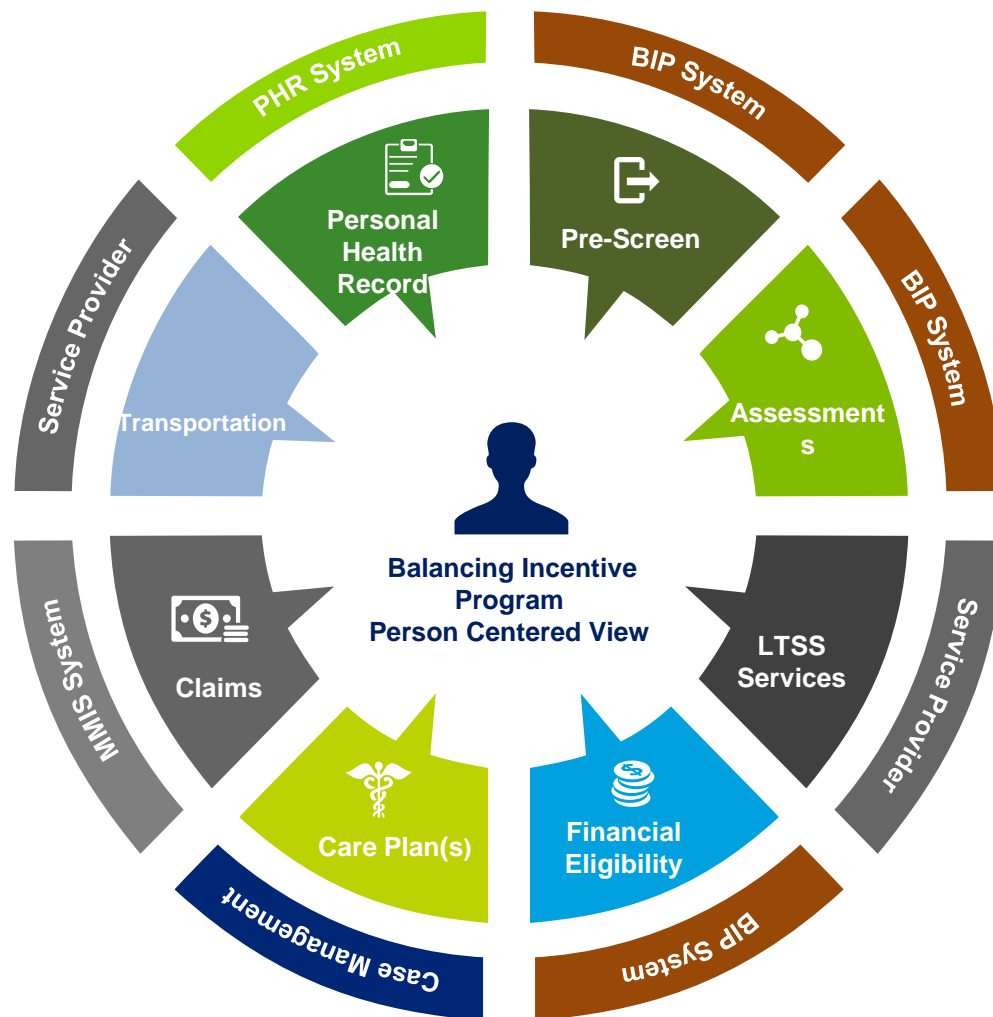 PHR System
BIP System
Personal
Health
Record
Pre-Screen
Service Provider
BIP System
Transportation
Assessment
s
Balancing Incentive
Program
Person Centered View
MMIS System
Claims
LTSS
Services
Service Provider
Care Plan(s)
Financial
Eligibility
Case Management
BIP System